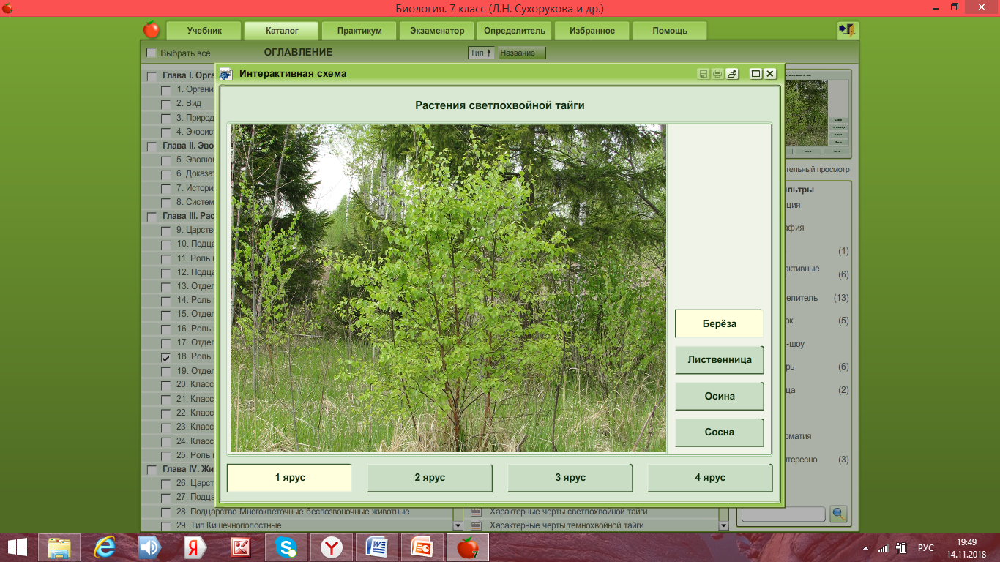 Биология. 7 класс (Л.Н. Сухорукова и др.)
Учебник
Каталог
Практикум
Экзаменатор
Определитель
Избранное
Помощь
Выбрать всё
ОГЛАВЛЕНИЕ
Тип
Название
Интерактивная схема
Глава I. Орга
1. Органи
2. Вид
3. Природ
4. Экосис
Глава II. Эво
5. Эволюц
6. Доказат
7. История
8. Систем
Глава III. Рас
9. Царство
10. Подца
11. Роль в
12. Подца
13. Отдел
14. Роль
15. Отдел
16. Роль
17. Отдел
18. Роль
19. Отдел
20. Класс
21. Класс
22. Класс
23. Класс
24. Класс
25. Роль
Глава IV. Жи
26. Царст
27. Подца
28. Подцарство Многоклеточные беспозвоночные животные
29. Тип Кишечнополостные
Растения светлохвойной тайги
Берёза
Лиственница
Осина
Сосна
1 ярус
2 ярус
3 ярус
4 ярус
Характерные черты светлохвойной тайги
Характерные черты темнохвойной тайги
тельный просмотр
льтры
ция
афия
(1)
активные
(6)
делитель (13)
ок (5)
-шоу
рь (6)
ца (2)
оматия
нтересно (3)
7
РУС
19:49
14.11.2018